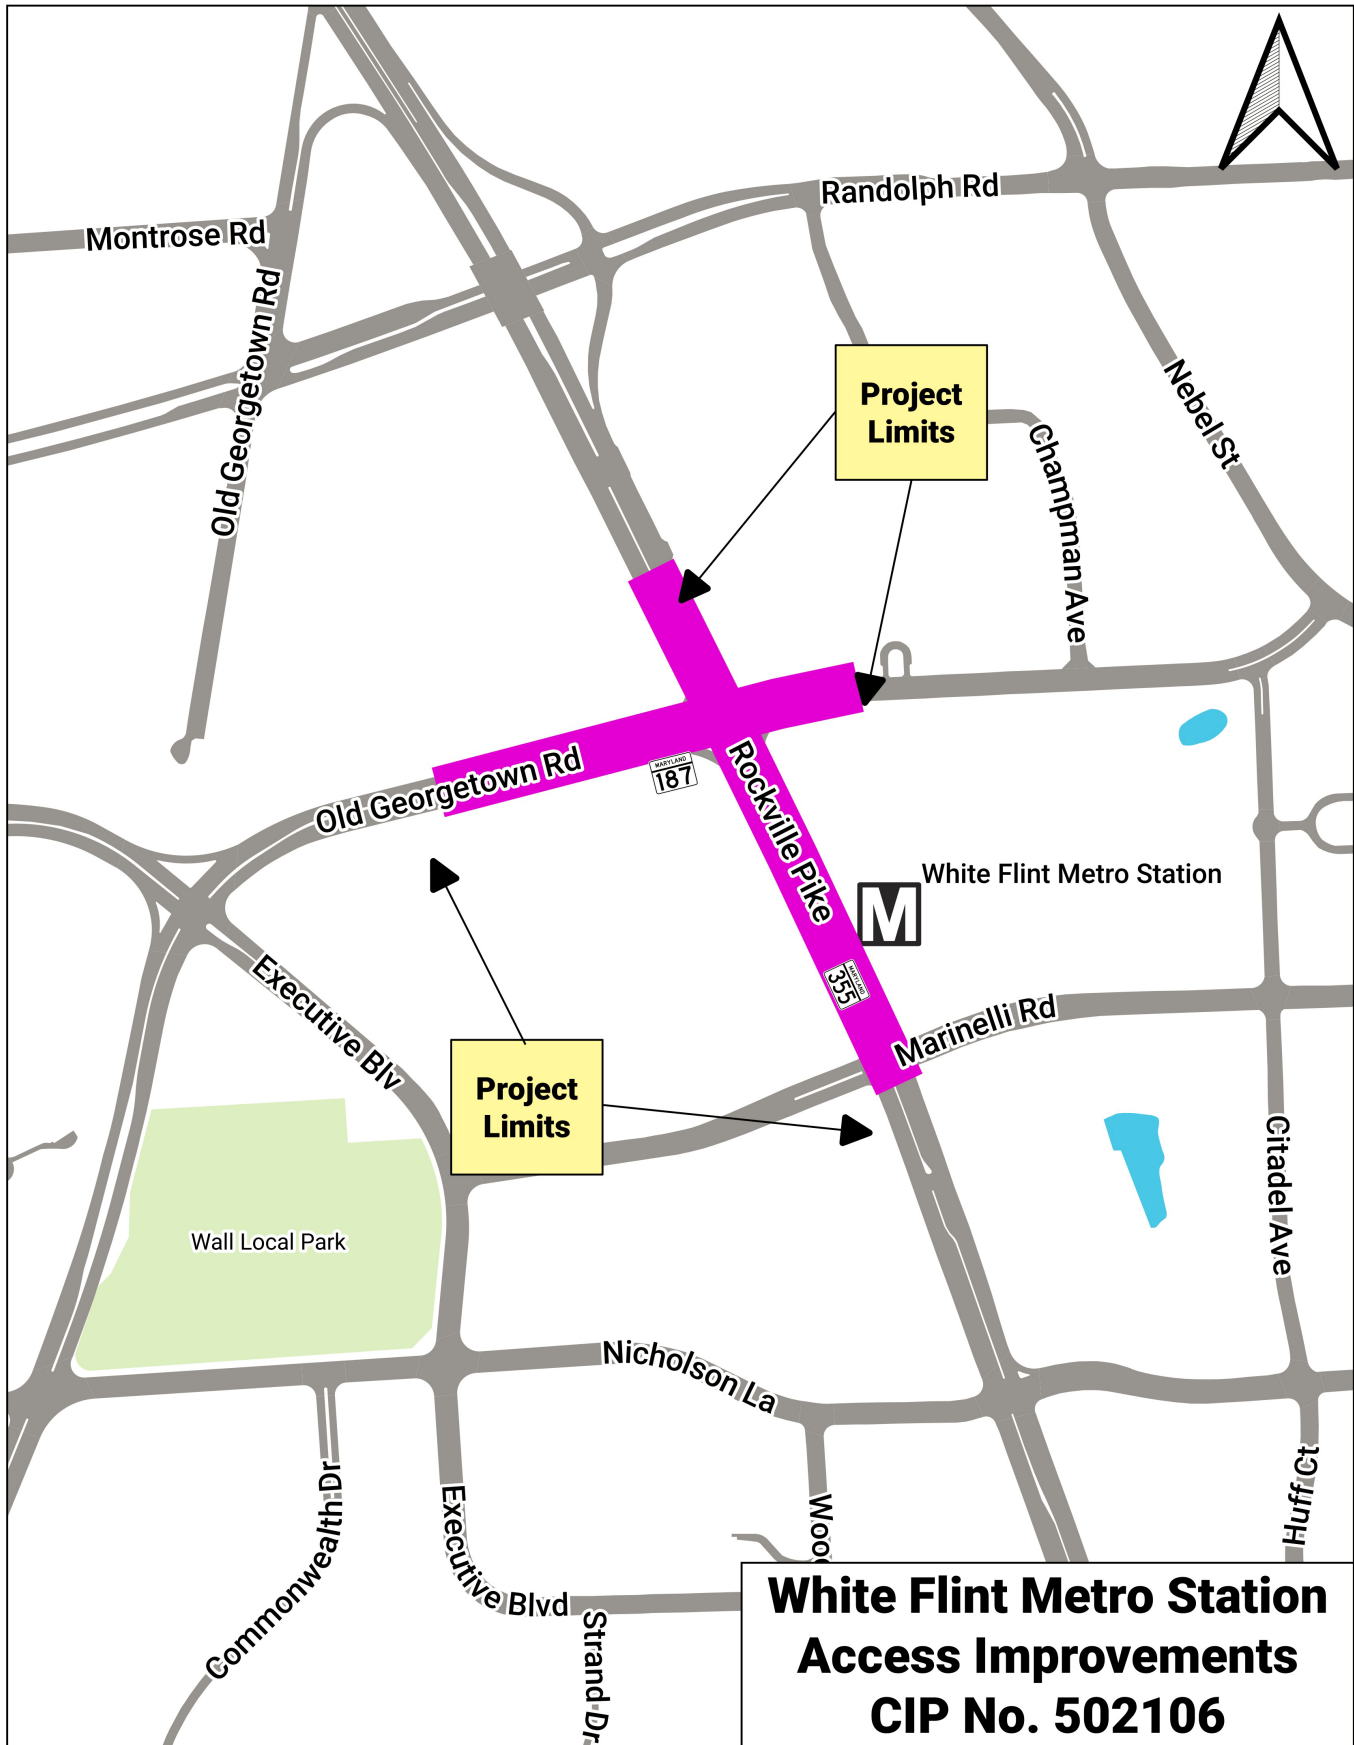 Randolph Rd
Montrose Rd
Old Georgetown Rd
Project
Limits
Nebel St
Champman Ave
Old Georgetown Rd
MARYLAND
187
Rockville Pike
White Flint Metro Station
M
MARYLAND
355
Executive Blv
Marinelli Rd
Project
Limits
Citadel Ave
Wall Local Park
Nicholson La
Commonwealth Dr
Executive Blvd
Huff Ct
Strand Dr
White Flint Metro Station
Access Improvements
CIP No. 502106